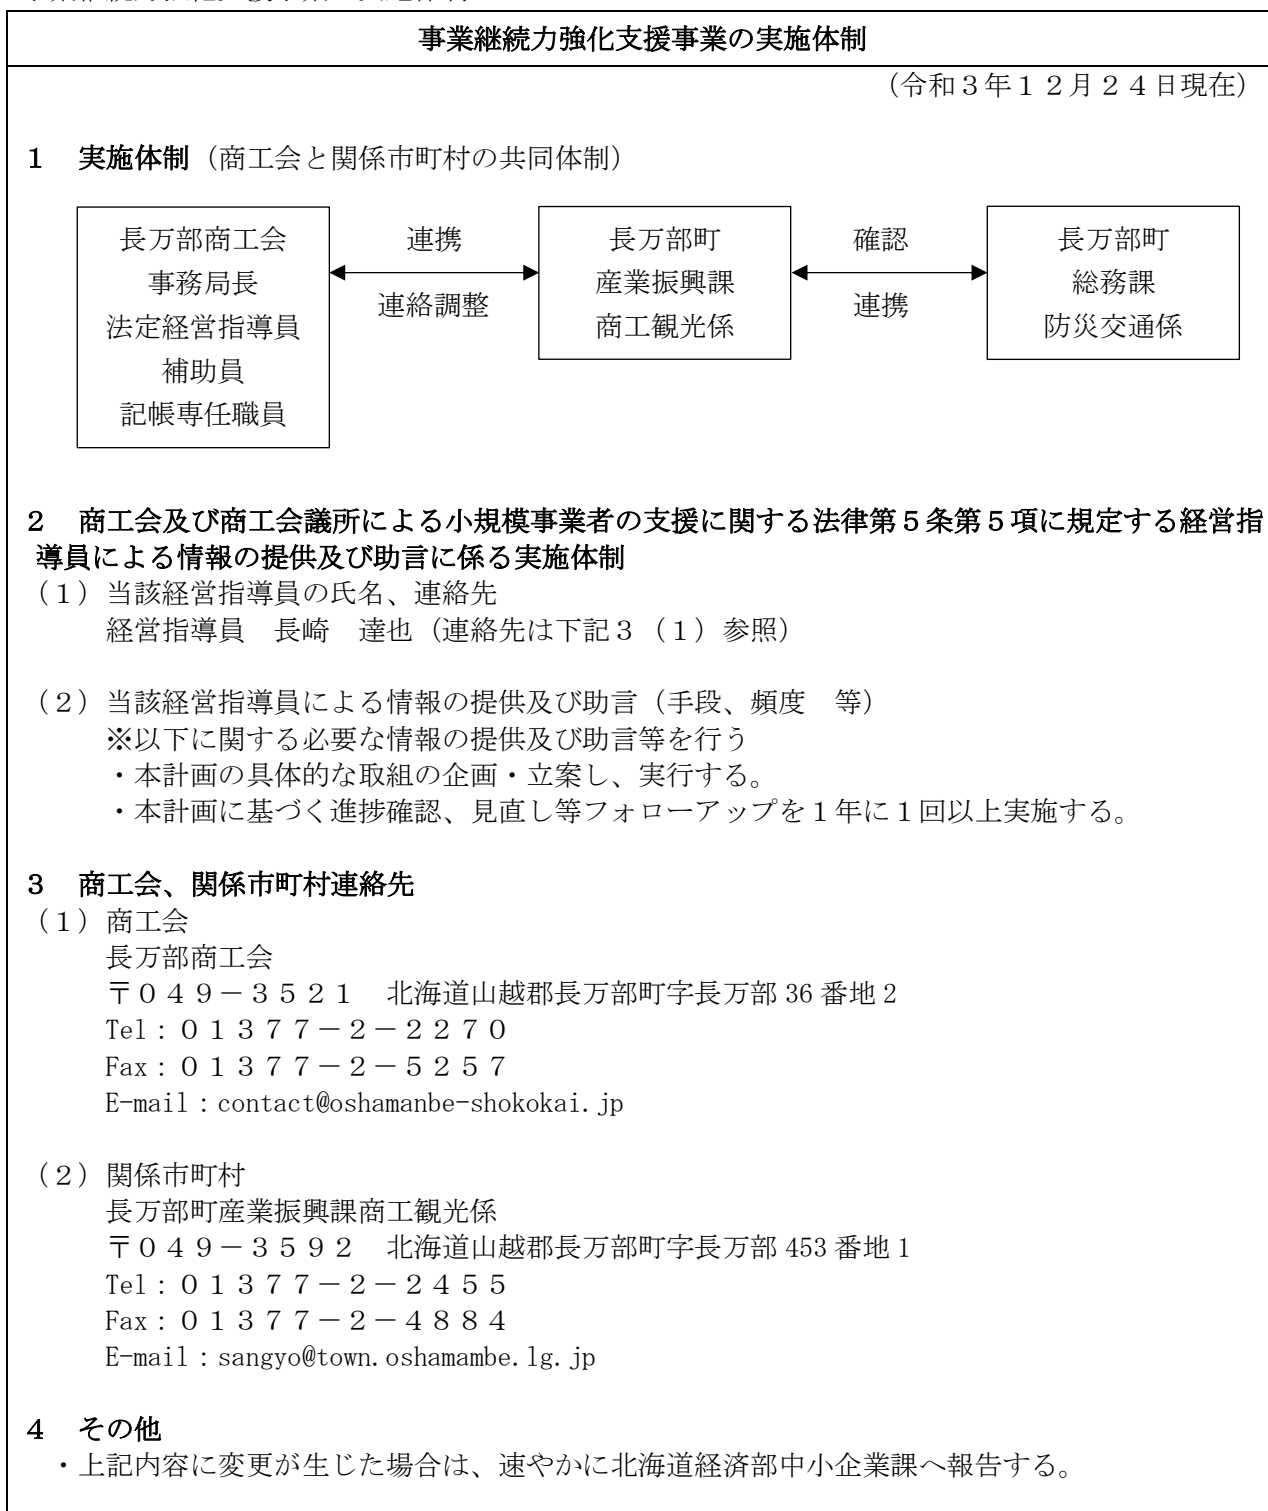 事業継続力強化支援事業の実施体制
（令和３年１２月２４日現在）
１　実施体制（商工会と関係市町村の共同体制）
長万部商工会
事務局長
法定経営指導員
補助員
記帳専任職員
連携
連絡調整
長万部町
産業振興課
商工観光係
確認
連携
長万部町
総務課
防災交通係
２　商工会及び商工会議所による小規模事業者の支援に関する法律第５条第５項に規定する経営指
導員による情報の提供及び助言に係る実施体制
（１）当該経営指導員の氏名、連絡先
経営指導員　長崎　達也（連絡先は下記３（１）参照）
（２）当該経営指導員による情報の提供及び助言（手段、頻度　等）
※以下に関する必要な情報の提供及び助言等を行う
・本計画の具体的な取組の企画・立案し、実行する。
・本計画に基づく進捗確認、見直し等フォローアップを１年に１回以上実施する。
３　商工会、関係市町村連絡先
（１）商工会
長万部商工会
〒０４９－３５２１　北海道山越郡長万部町字長万部 36 番地 2
Tel：０１３７７－２－２２７０
Fax：０１３７７－２－５２５７
E-mail：contact@oshamanbe-shokokai.jp
（２）関係市町村
長万部町産業振興課商工観光係
〒０４９－３５９２　北海道山越郡長万部町字長万部 453 番地 1
Tel：０１３７７－２－２４５５
Fax：０１３７７－２－４８８４
E-mail：sangyo@town.oshamambe.lg.jp
４　その他
・上記内容に変更が生じた場合は、速やかに北海道経済部中小企業課へ報告する。